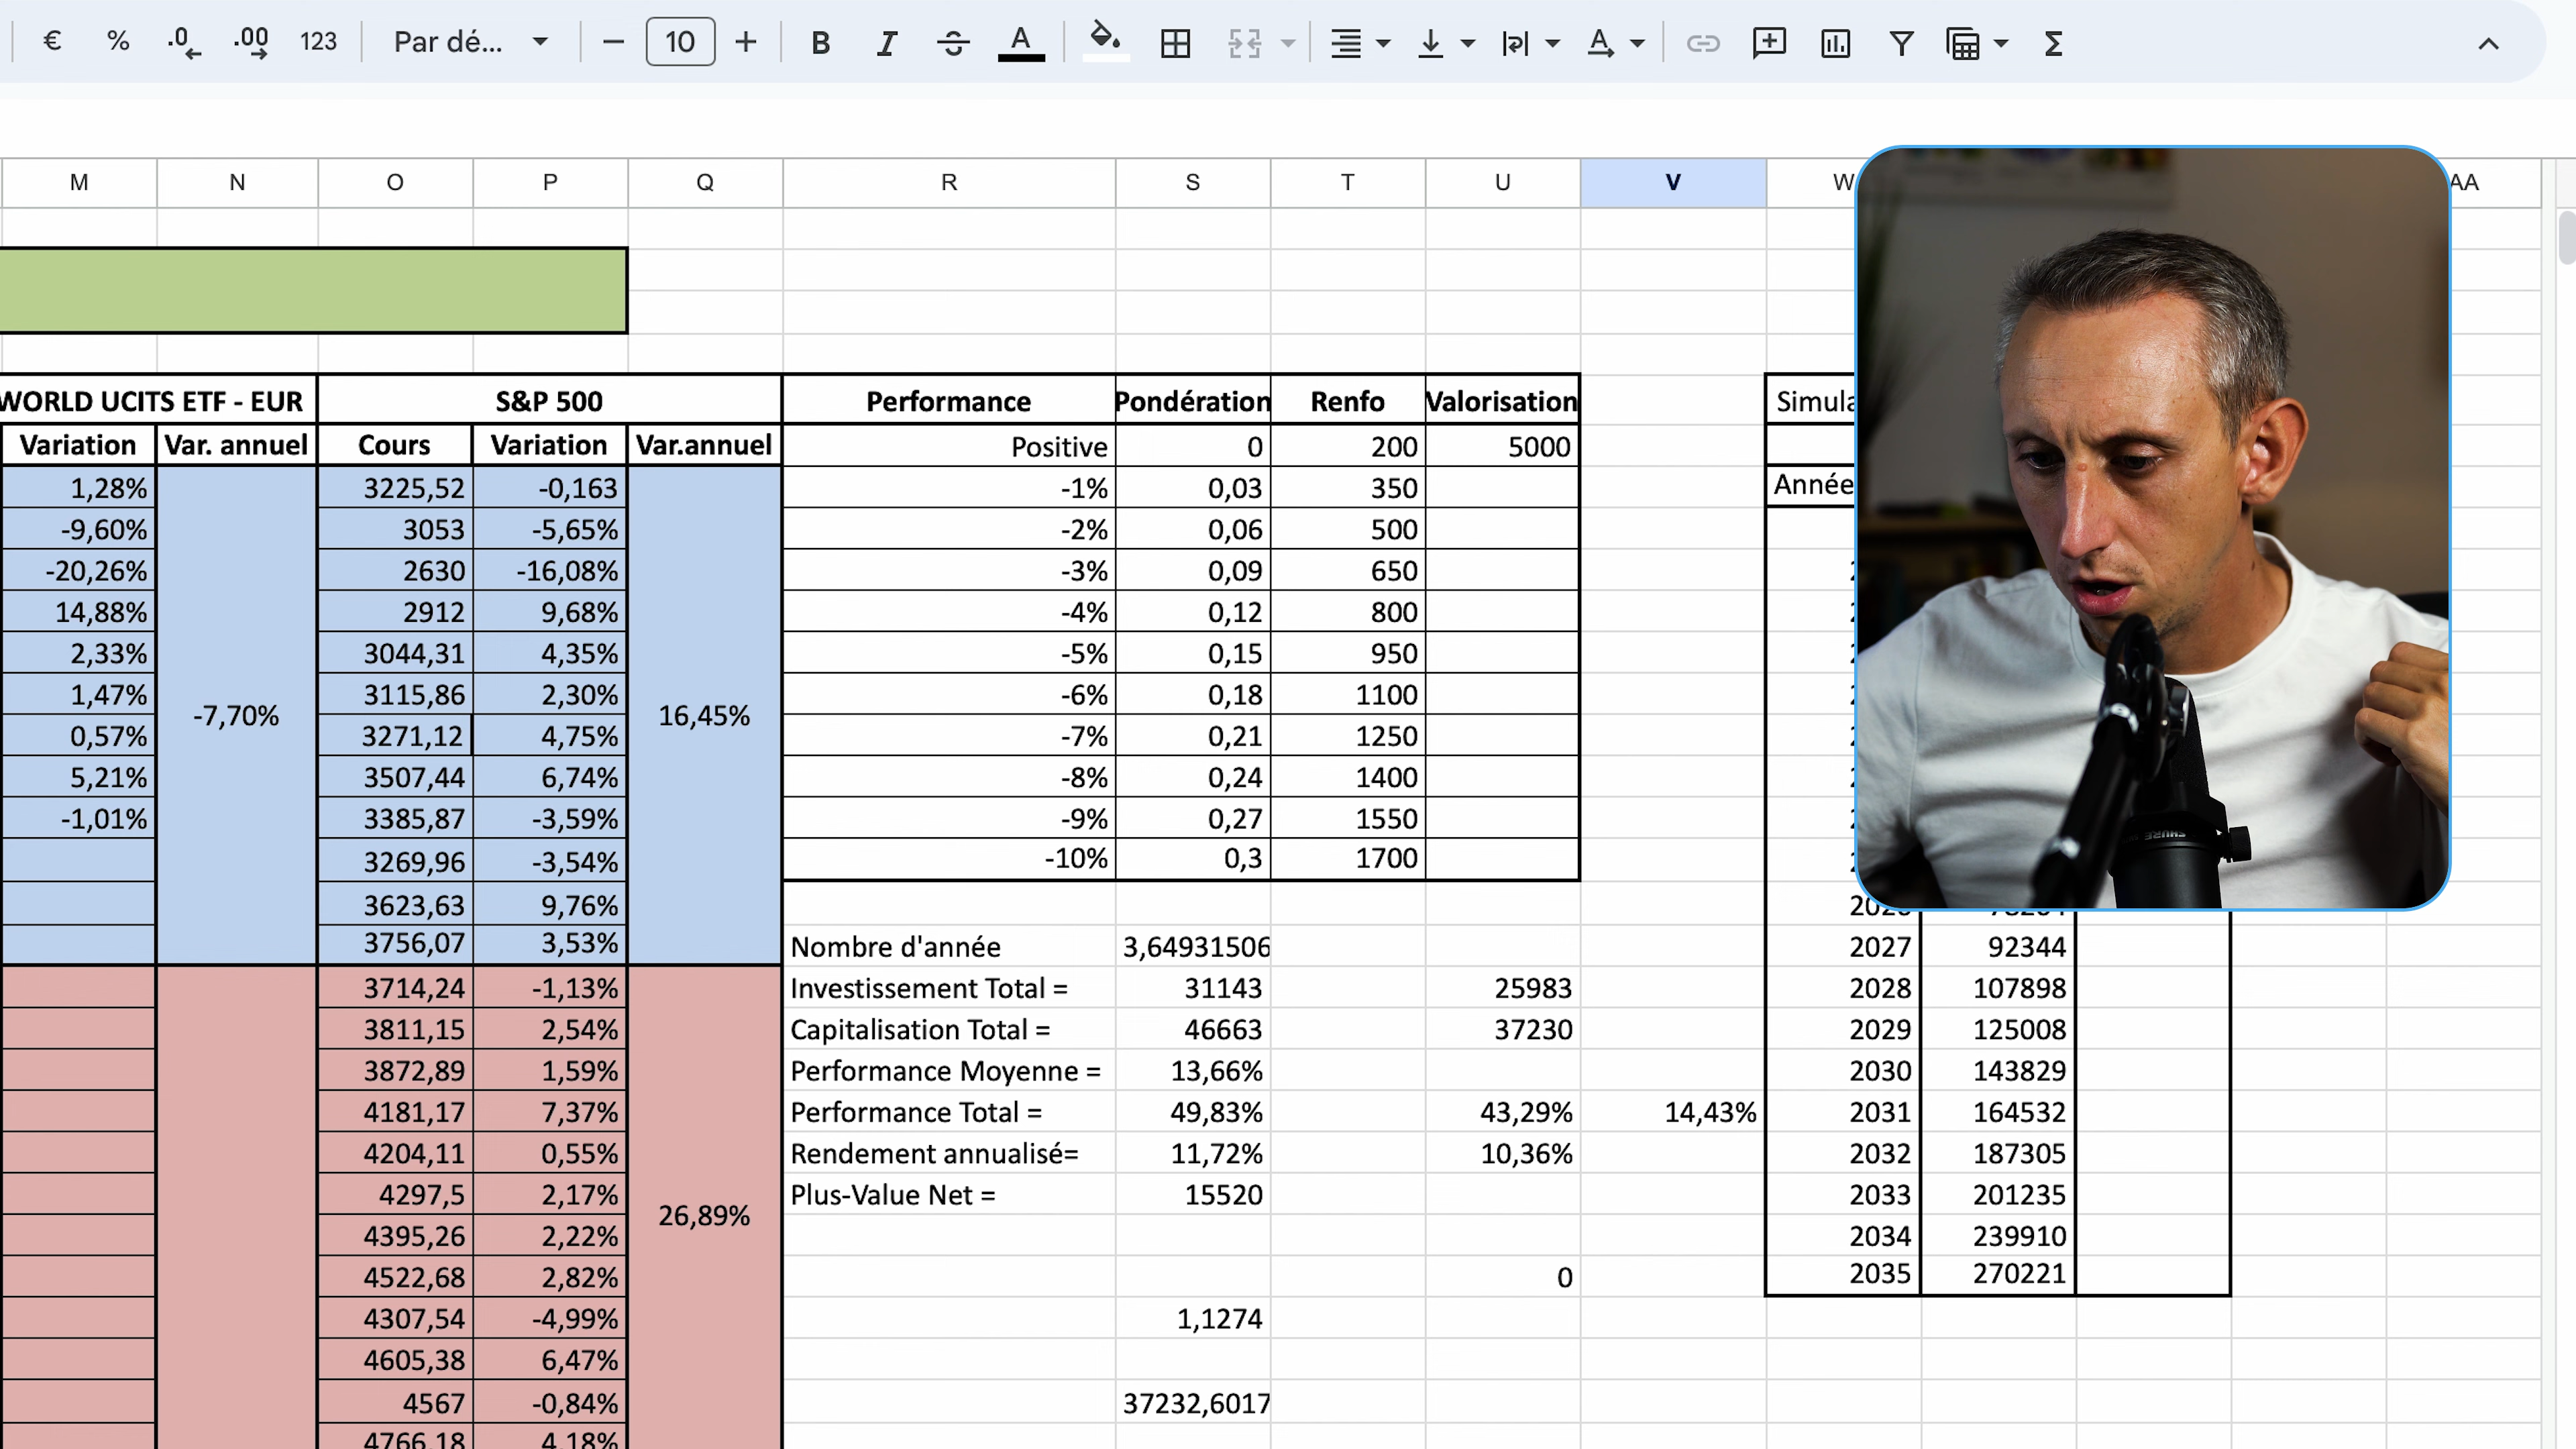 € % .0 .00 123 Par dé... − 10 + B I A A Σ
M N O P Q R S T U V W AA
WORLD UCITS ETF - EUR S&P 500 Performance Pondération Renfo Valorisation Simula
Variation Var. annuel Cours Variation Var.annuel Positive 0 200 5000
1,28% 3225,52 -0,163 -1% 0,03 350 Année
-9,60% 3053 -5,65% -2% 0,06 500
-20,26% 2630 -16,08% -3% 0,09 650
14,88% 2912 9,68% -4% 0,12 800
2,33% 3044,31 4,35% -5% 0,15 950
1,47% 3115,86 2,30% -6% 0,18 1100
-7,70% 16,45%
0,57% 3271,12 4,75% -7% 0,21 1250
5,21% 3507,44 6,74% -8% 0,24 1400
-1,01% 3385,87 -3,59% -9% 0,27 1550
3269,96 -3,54% -10% 0,3 1700
3623,63 9,76%
3756,07 3,53% Nombre d'année 3,64931506 2027 92344
3714,24 -1,13% Investissement Total = 31143 25983 2028 107898
3811,15 2,54% Capitalisation Total = 46663 37230 2029 125008
3872,89 1,59% Performance Moyenne = 13,66% 2030 143829
4181,17 7,37% Performance Total = 49,83% 43,29% 14,43% 2031 164532
4204,11 0,55% Rendement annualisé= 11,72% 10,36% 2032 187305
4297,5 2,17% Plus-Value Net = 15520 2033 201235
26,89%
4395,26 2,22% 2034 239910
4522,68 2,82% 0 2035 270221
4307,54 -4,99% 1,1274
4605,38 6,47%
4567 -0,84% 37232,6017
4766,18 4,18%
SHURE